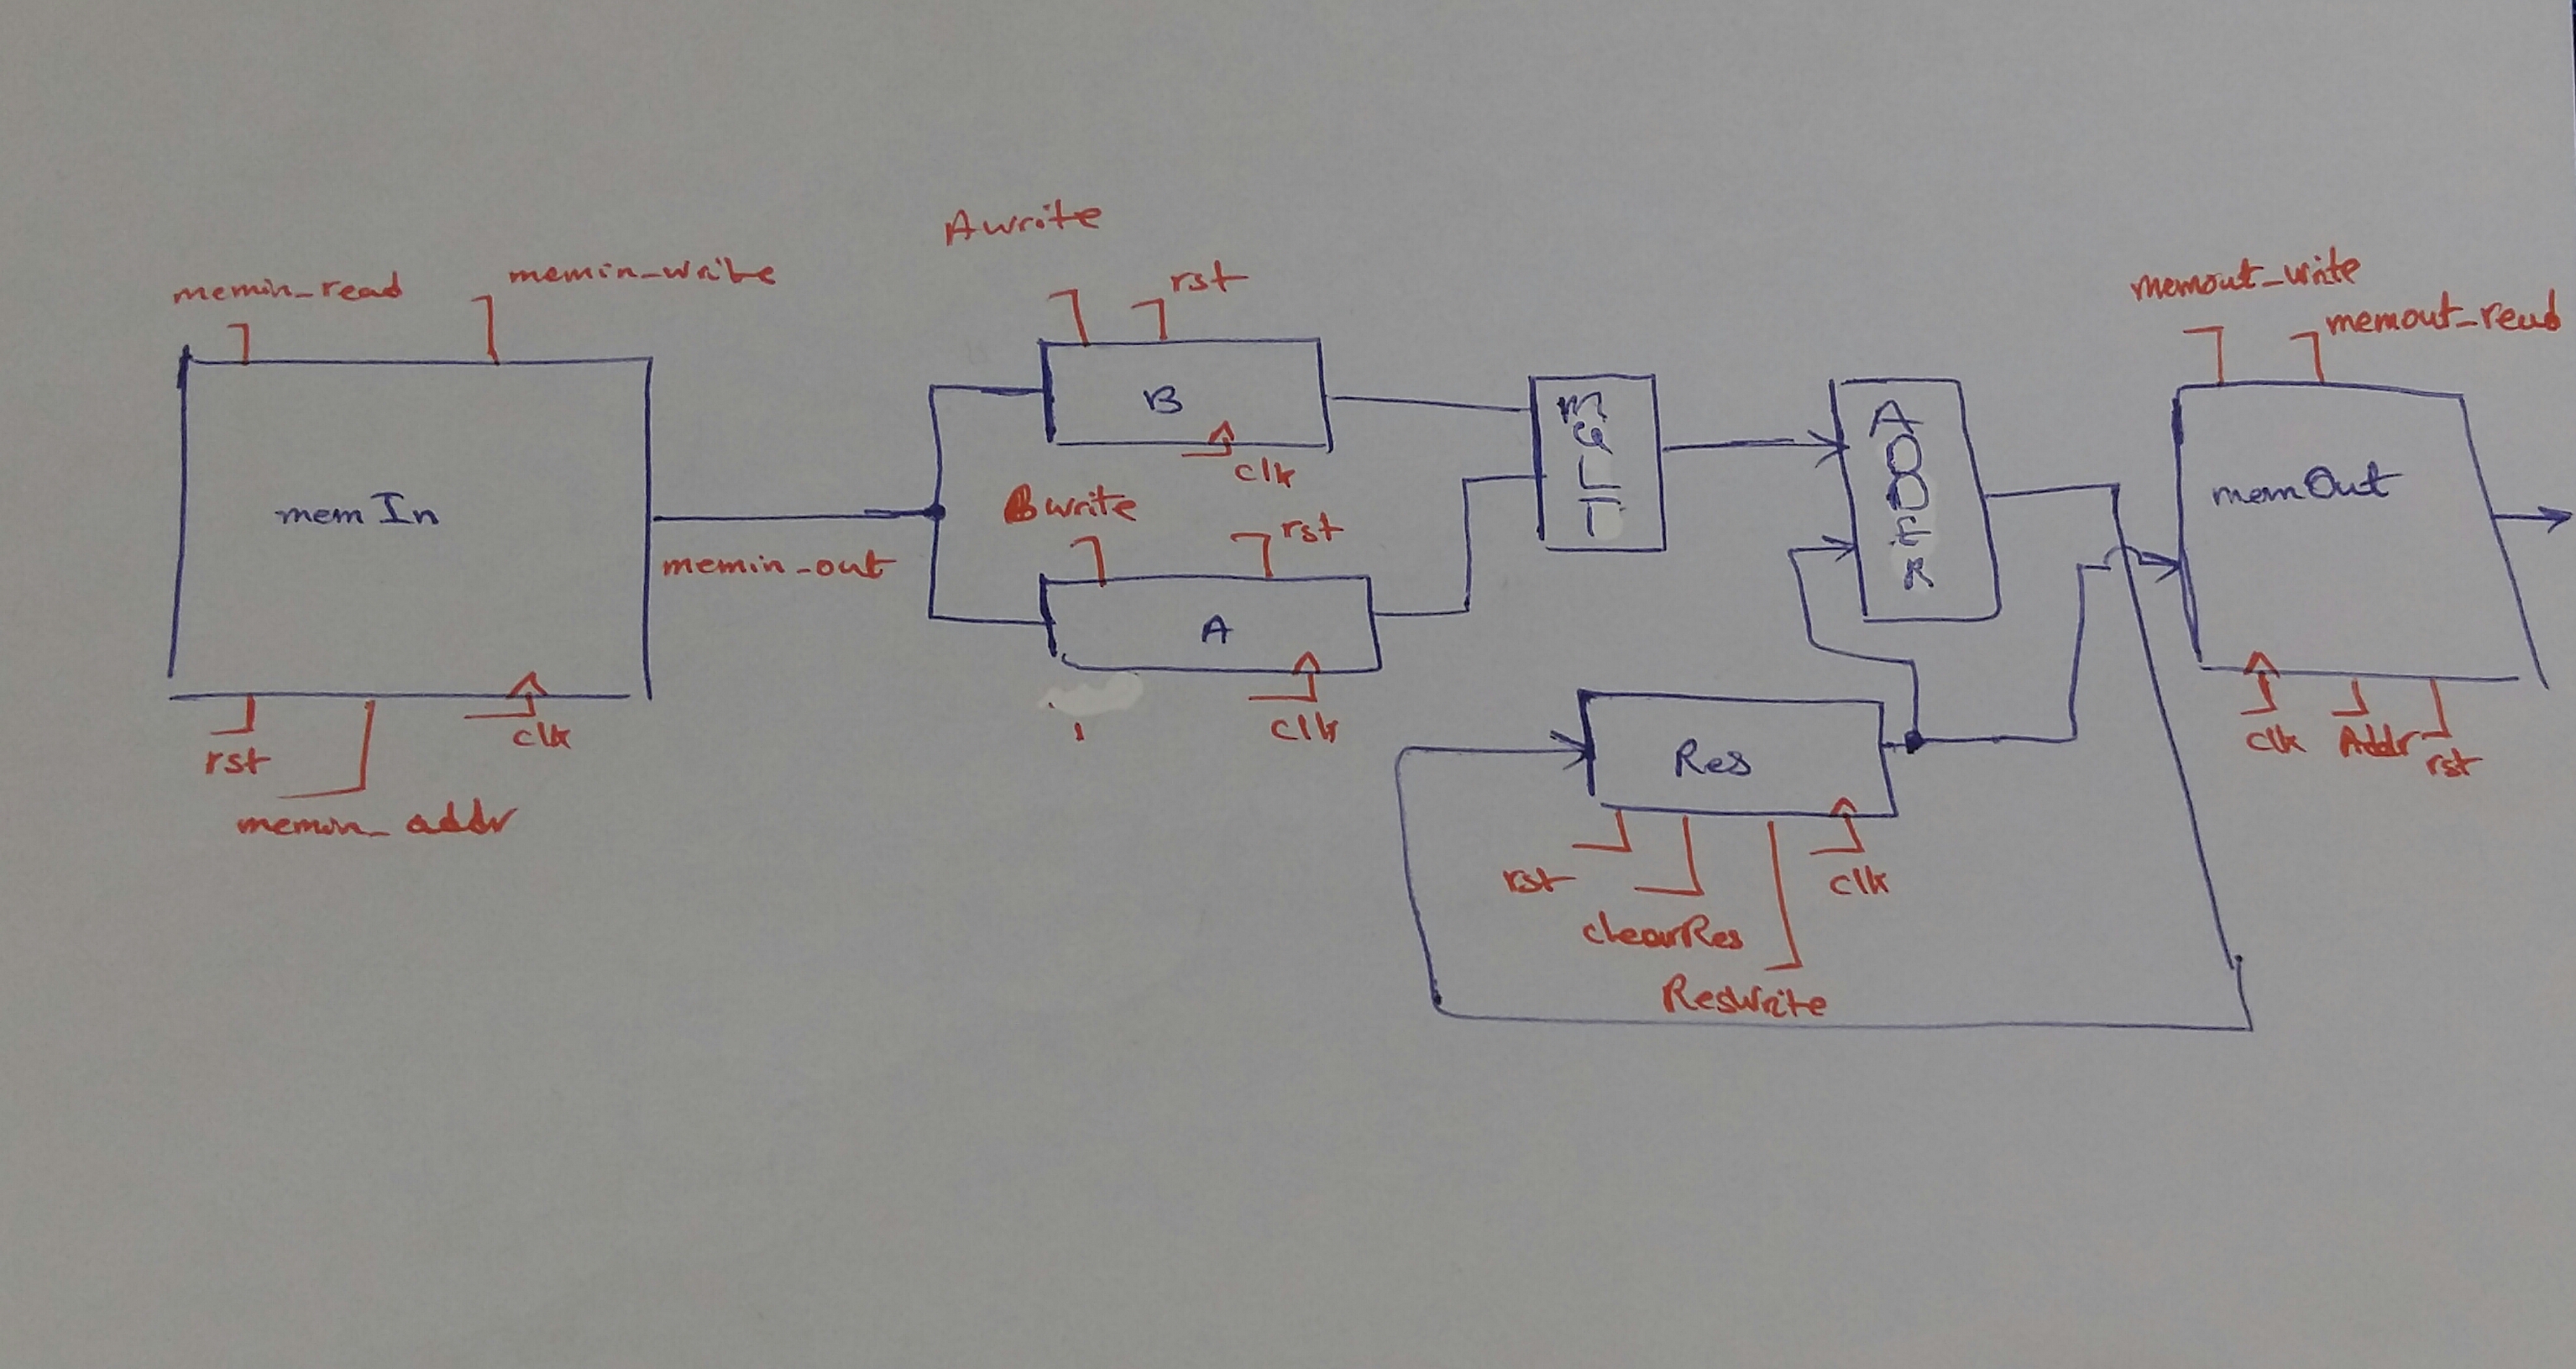 memin_read
memin_write
memIn
rst
memin_addr
clk
memin_out
Awrite
rst
B
clk
Bwrite
rst
A
clk
MULT
ADDER
Res
rst
clearRes
ResWrite
clk
memout_write
memout_read
memOut
clk
Addr
rst